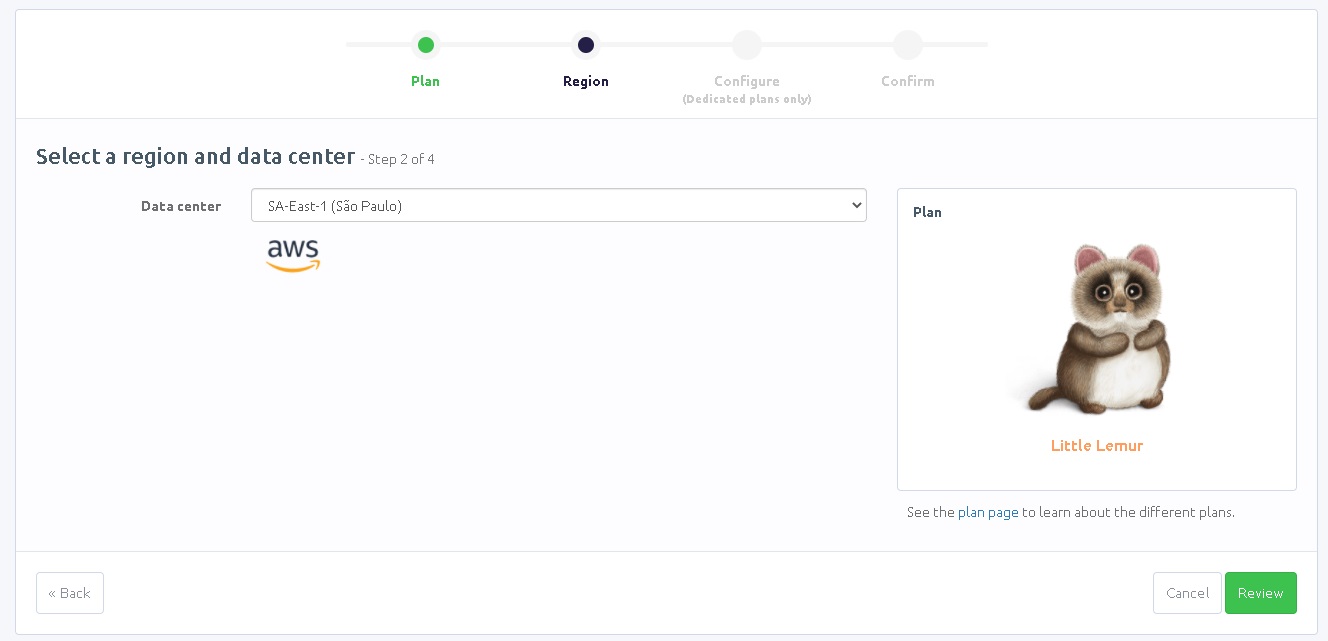 Plan
Region
Configure
(Dedicated plans only)
Confirm
Select a region and data center - Step 2 of 4
Data center
SA-East-1 (São Paulo)
aws
Plan
Little Lemur
See the plan page to learn about the different plans.
« Back
Cancel
Review